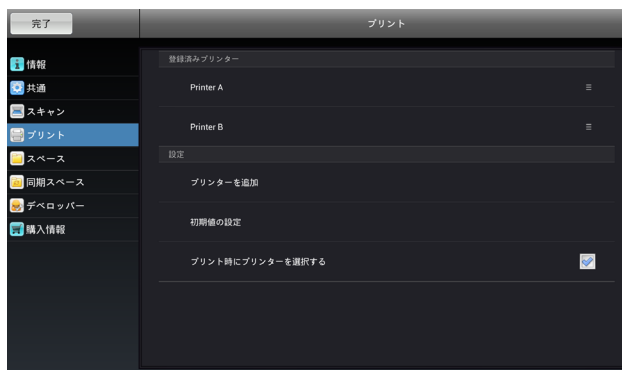 完了
プリント
情報
共通
スキャン
プリント
スペース
同期スペース
デベロッパー
購入情報
登録済みプリンター
Printer A
Printer B
設定
プリンターを追加
初期値の設定
プリント時にプリンターを選択する